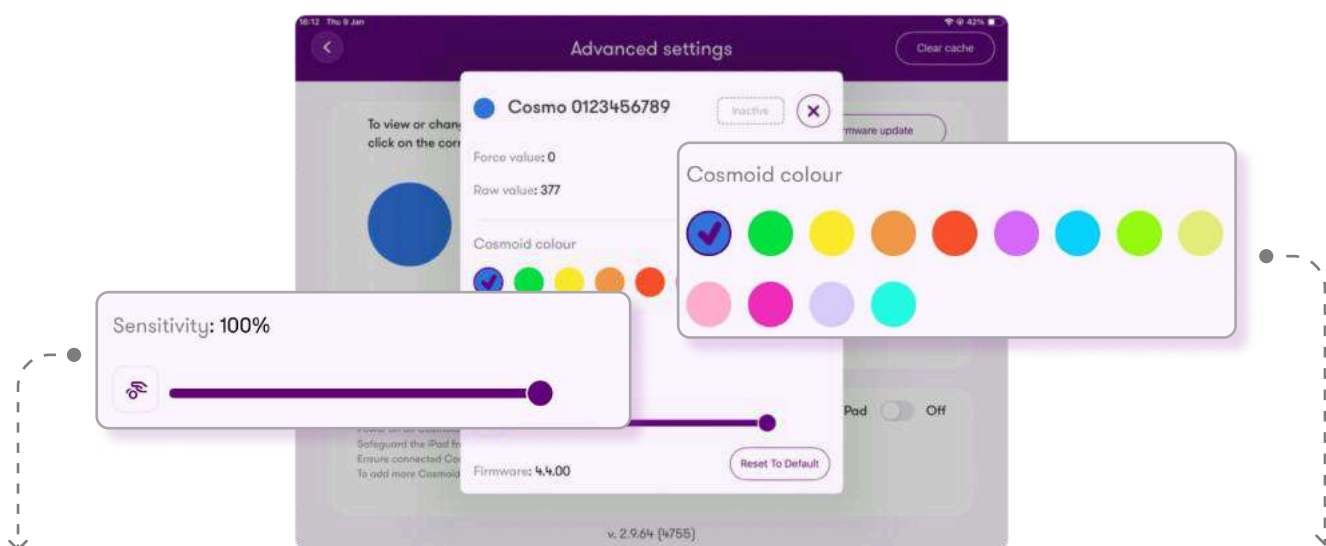 16:12 Thu 9 Jan
42%
Advanced settings
Clear cache
Cosmo 0123456789
Inactive
To view or chan
click on the corr
rmware update
Force value: 0
Raw value: 377
Cosmoid colour
Cosmoid colour
Sensitivity: 100%
Pad
Off
Safeguard the iPad fr
Ensure connected Co
To add more Cosmoid
Firmware: 4.4.00
Reset To Default
v. 2.9.64 (4755)